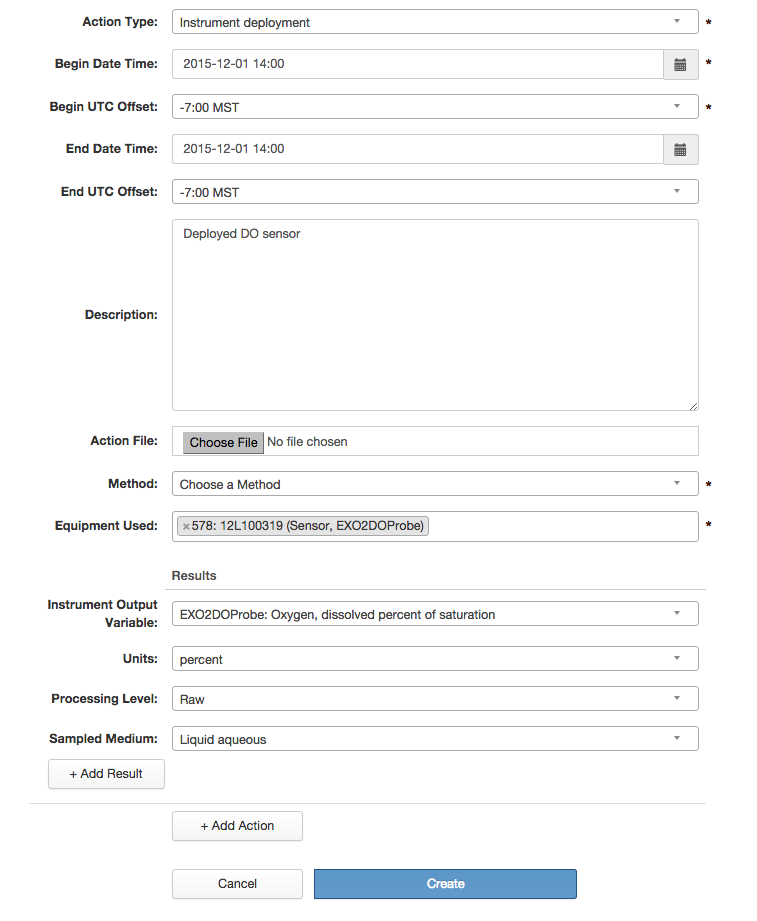 Action Type: Instrument deployment *
Begin Date Time: 2015-12-01 14:00 *
Begin UTC Offset: -7:00 MST *
End Date Time: 2015-12-01 14:00
End UTC Offset: -7:00 MST
Deployed DO sensor
Description:
Action File: Choose File No file chosen
Method: Choose a Method *
Equipment Used: ×578: 12L100319 (Sensor, EXO2DOProbe) *
Results
Instrument Output
Variable: EXO2DOProbe: Oxygen, dissolved percent of saturation
Units: percent
Processing Level: Raw
Sampled Medium: Liquid aqueous
+ Add Result
+ Add Action
Cancel Create